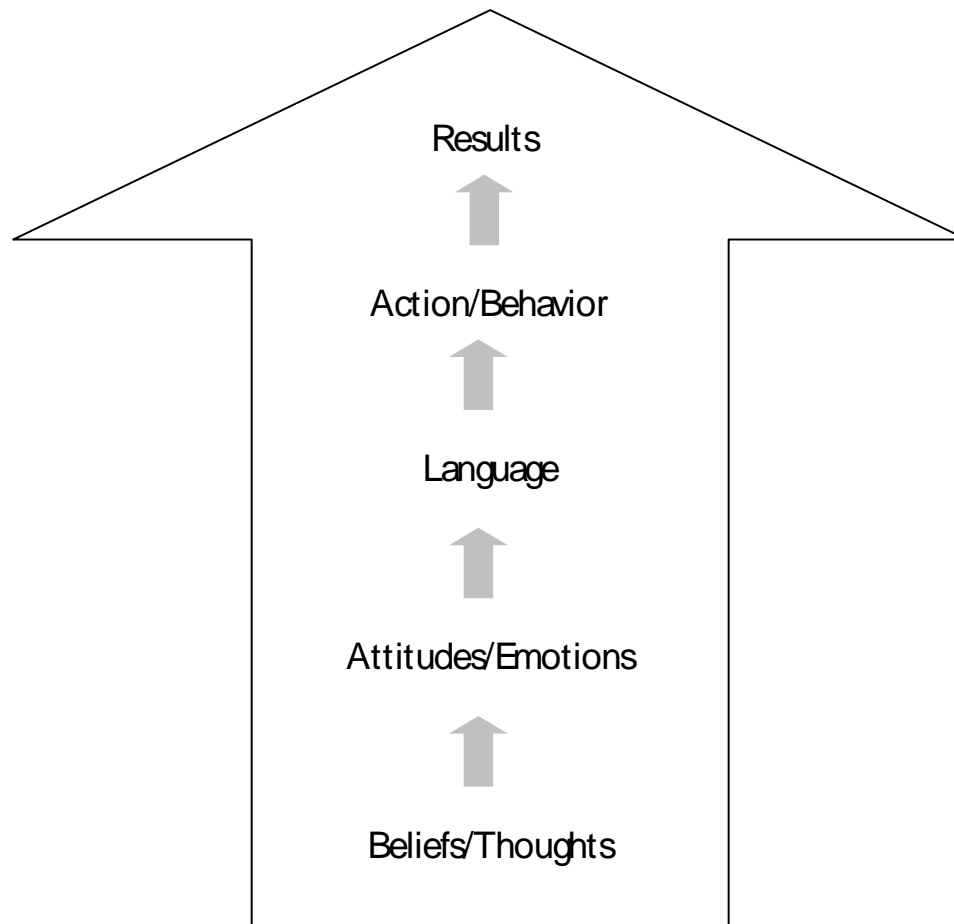 Results
Action/Behavior
Language
Attitudes/Emotions
Beliefs/Thoughts